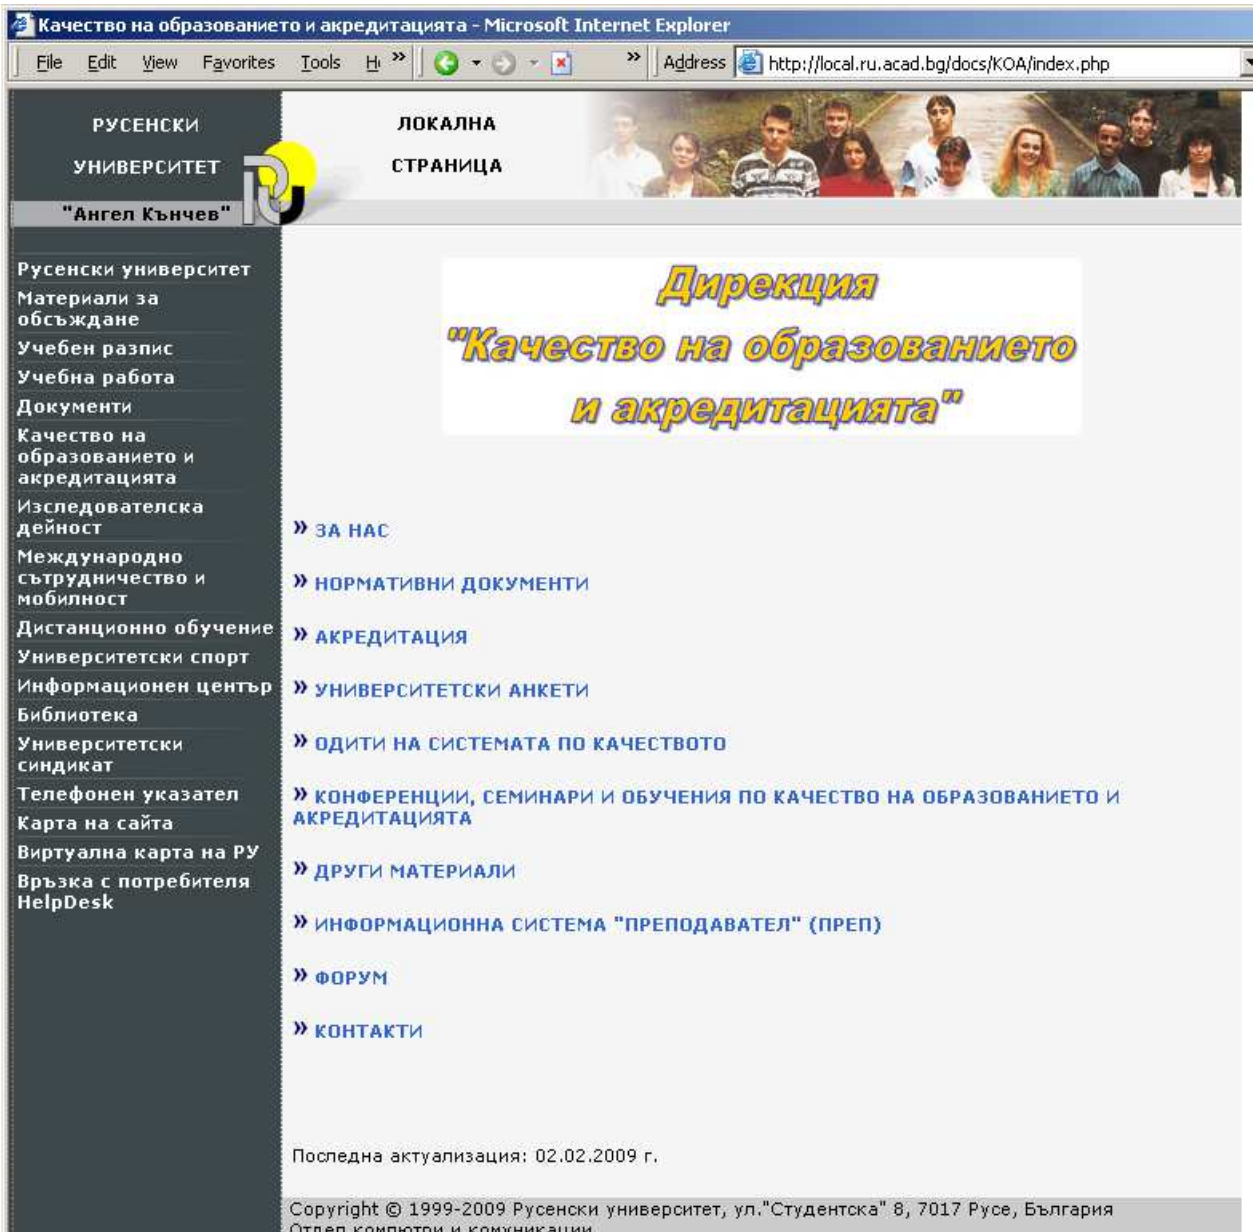 Качество на образованието и акредитацията - Microsoft Internet Explorer
File Edit View Favorites Tools » » Address http://local.ru.acad.bg/docs/KOA/index.php
РУСЕНСКИ
УНИВЕРСИТЕТ
"Ангел Кънчев"
ЛОКАЛНА
СТРАНИЦА
Русенски университет
Материали за
обсъждане
Учебен разпис
Учебна работа
Документи
Качество на
образованието и
акредитацията
Изследователска
дейност
Международно
сътрудничество и
мобилност
Дистанционно обучение
Университетски спорт
Информационен център
Библиотека
Университетски
синдикат
Телефонен указател
Карта на сайта
Виртуална карта на РУ
Връзка с потребителя
HelpDesk
Дирекция
"Качество на образованието
и акредитацията"
» ЗА НАС
» НОРМАТИВНИ ДОКУМЕНТИ
» АКРЕДИТАЦИЯ
» УНИВЕРСИТЕТСКИ АНКЕТИ
» ОДИТИ НА СИСТЕМАТА ПО КАЧЕСТВОТО
» КОНФЕРЕНЦИИ, СЕМИНАРИ И ОБУЧЕНИЯ ПО КАЧЕСТВО НА ОБРАЗОВАНИЕТО И
АКРЕДИТАЦИЯТА
» ДРУГИ МАТЕРИАЛИ
» ИНФОРМАЦИОННА СИСТЕМА "ПРЕПОДАВАТЕЛ" (ПРЕП)
» ФОРУМ
» КОНТАКТИ
Последна актуализация: 02.02.2009 г.
Copyright © 1999-2009 Русенски университет, ул."Студентска" 8, 7017 Русе, България
Отдел компютри и комуникации